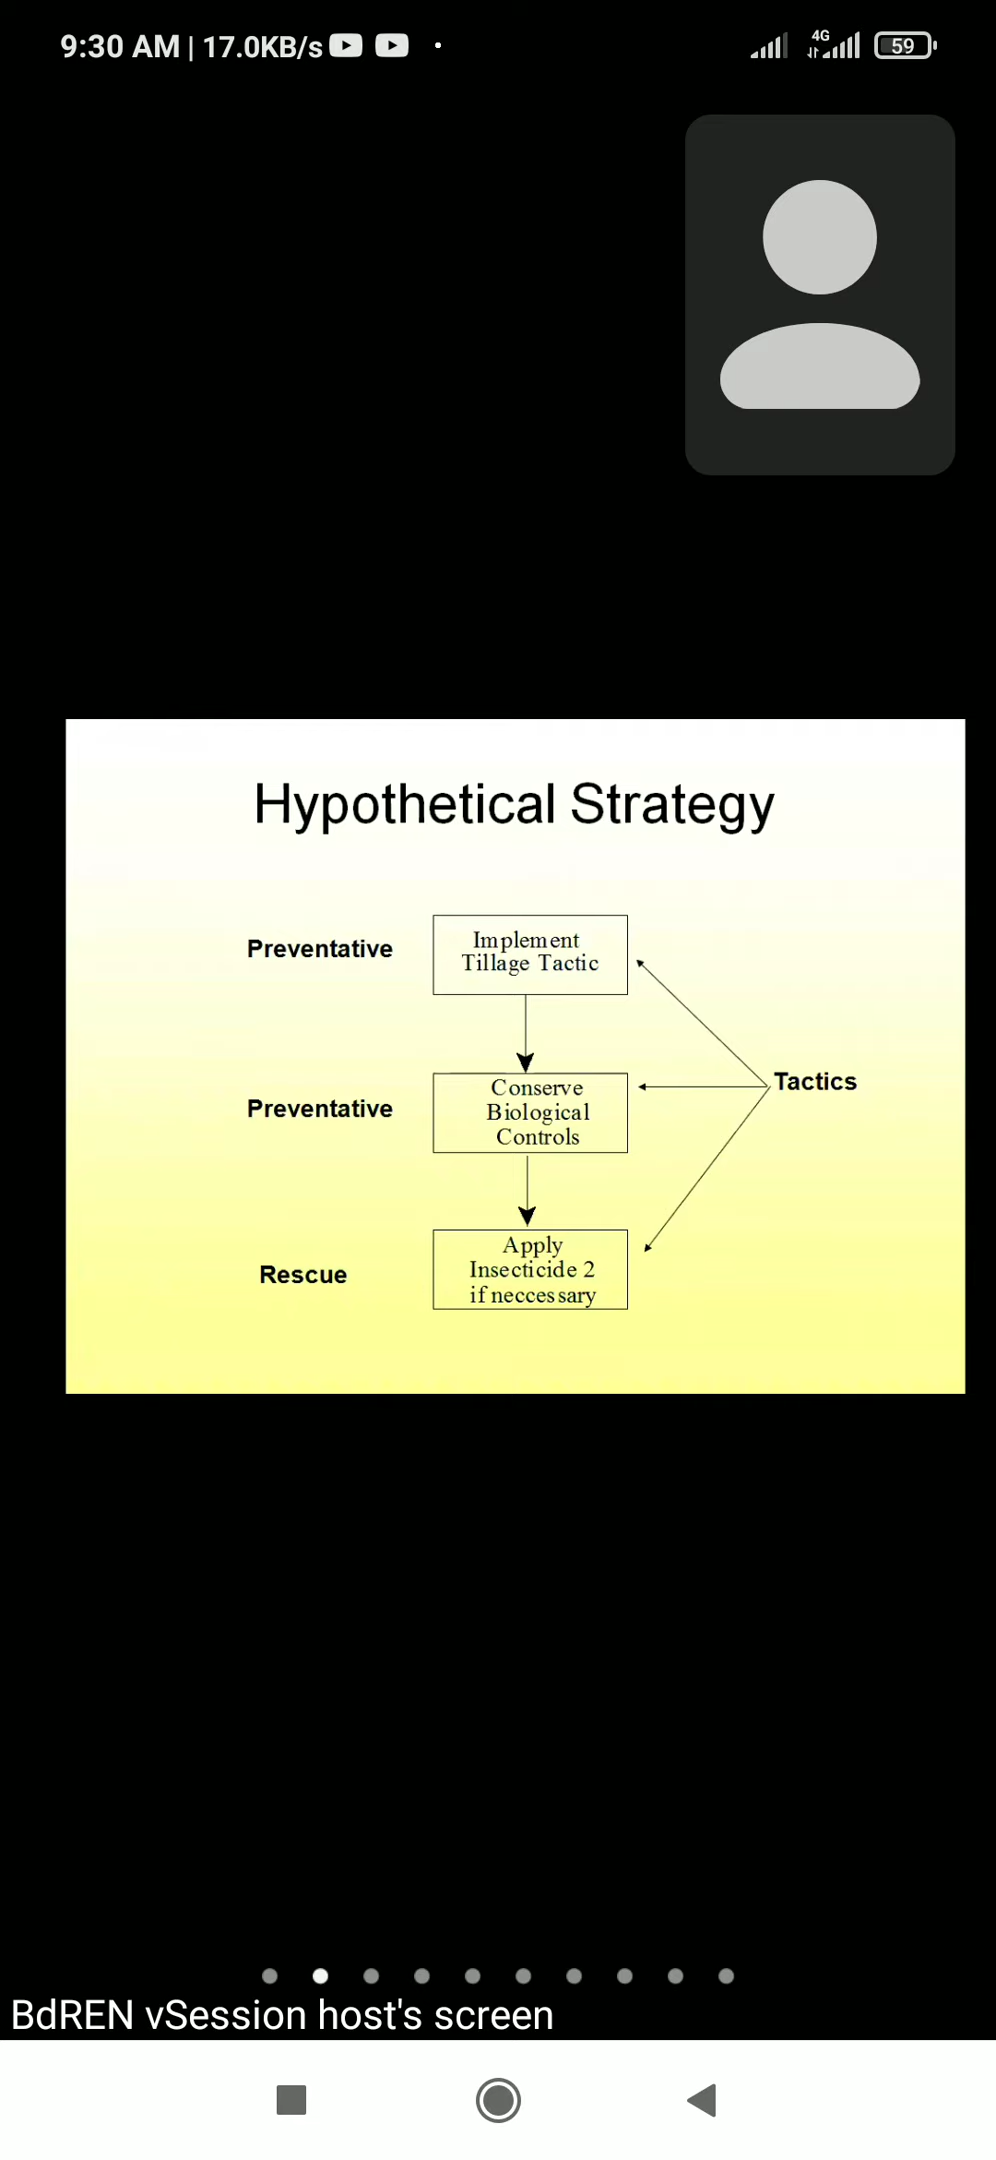 9:30 AM | 17.0KB/s
4G
59
Hypothetical Strategy
Preventative
Implement
Tillage Tactic
Tactics
Preventative
Conserve
Biological
Controls
Rescue
Apply
Insecticide 2
if neccessary
BdREN vSession host's screen